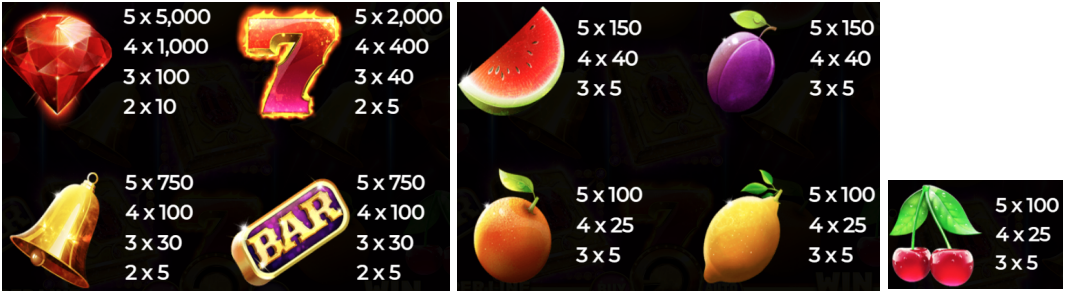 5 x 5,000
4 x 1,000
3 x 100
2 x 10
7
5 x 2,000
4 x 400
3 x 40
2 x 5
5 x 150
4 x 40
3 x 5
5 x 150
4 x 40
3 x 5
5 x 750
4 x 100
3 x 30
2 x 5
BAR
5 x 750
4 x 100
3 x 30
2 x 5
5 x 100
4 x 25
3 x 5
5 x 100
4 x 25
3 x 5
5 x 100
4 x 25
3 x 5
WIN